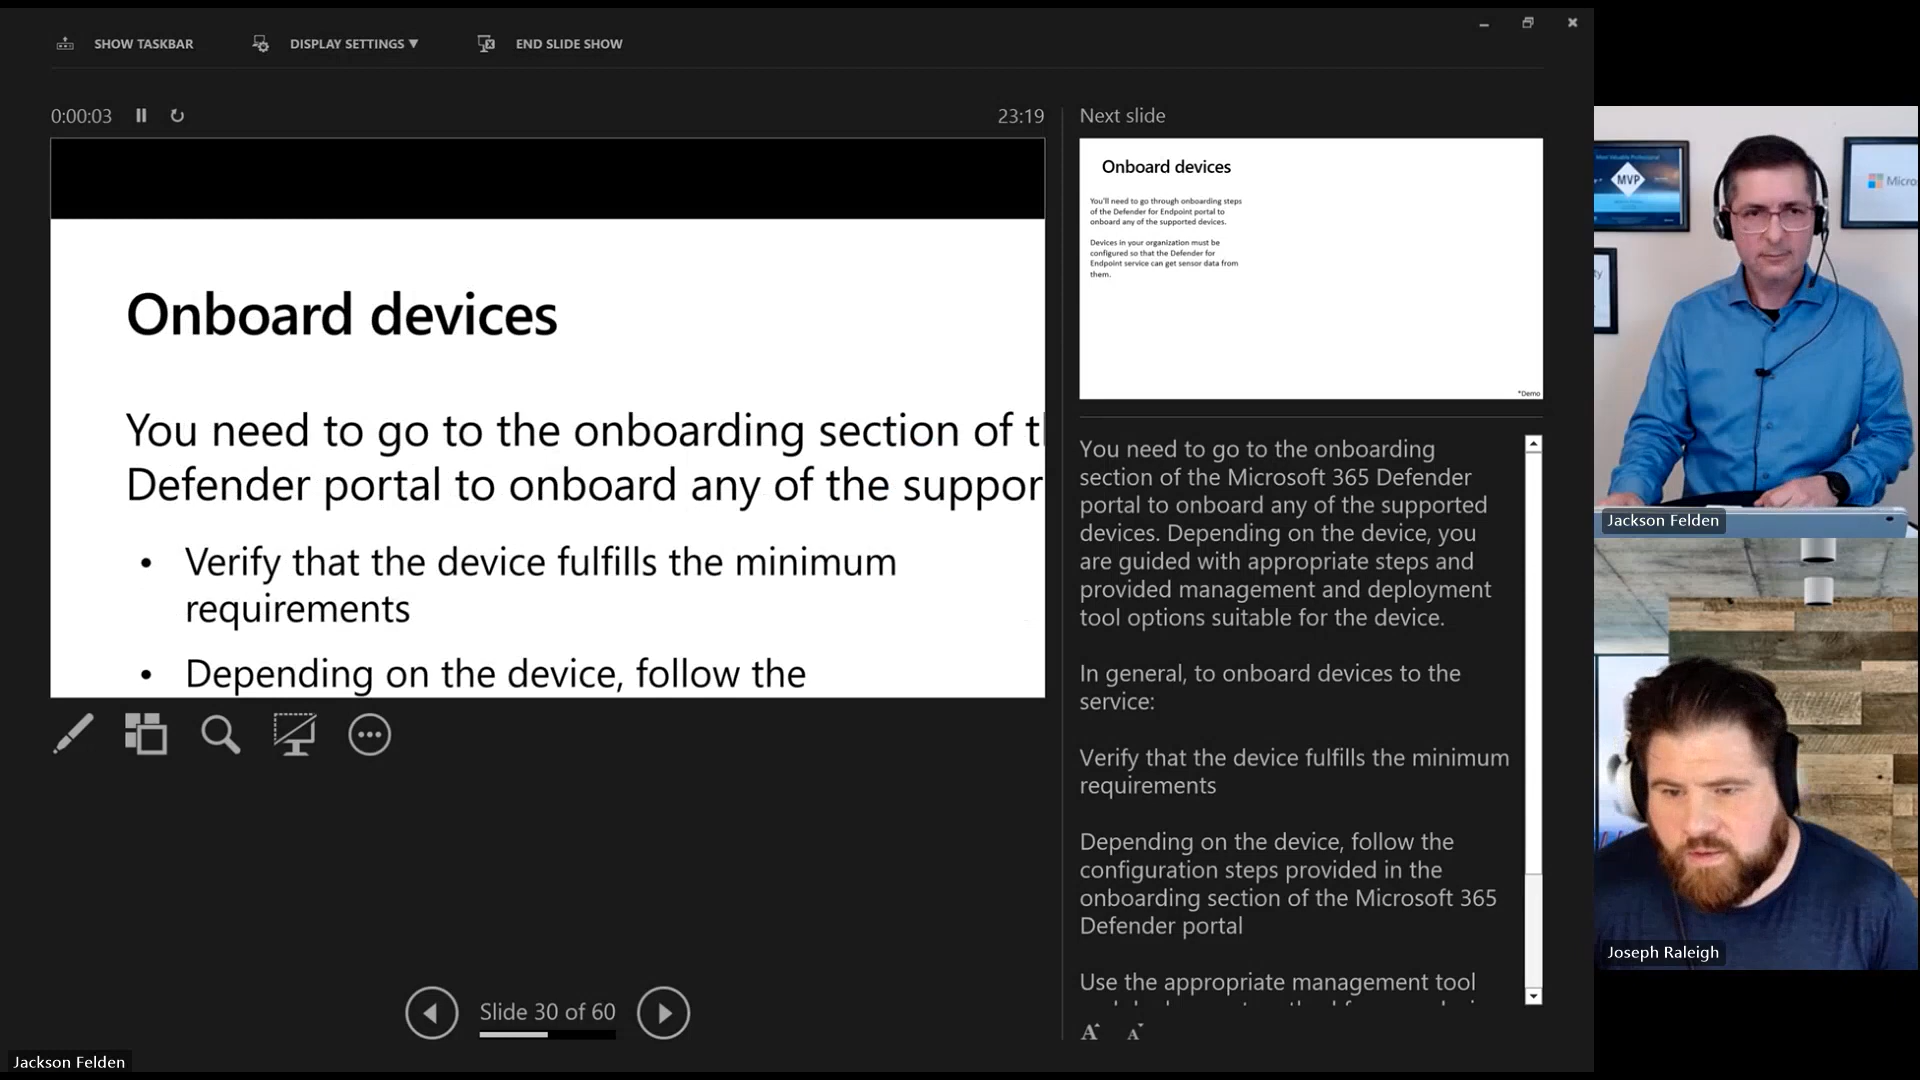 SHOW TASKBAR
DISPLAY SETTINGS ▼
END SLIDE SHOW
0:00:03
23:19
Onboard devices
You need to go to the onboarding section of
Defender portal to onboard any of the
• Verify that the device fulfills the minimum
requirements
• Depending on the device, follow the
Slide 30 of 60
Next slide
Onboard devices
You'll need to go through onboarding steps
of the Defender for Endpoint portal to
onboard any of the supported devices.
Devices in your organization must be
configured so that the Defender for
Endpoint service can get sensor data from
them.
*Demo
You need to go to the onboarding
section of the Microsoft 365 Defender
portal to onboard any of the supported
devices. Depending on the device, you
are guided with appropriate steps and
provided management and deployment
tool options suitable for the device.
In general, to onboard devices to the
service:
Verify that the device fulfills the minimum
requirements
Depending on the device, follow the
configuration steps provided in the
onboarding section of the Microsoft 365
Defender portal
Use the appropriate management tool
A A
MVP
Jackson Felden
Joseph Raleigh
Jackson Felden